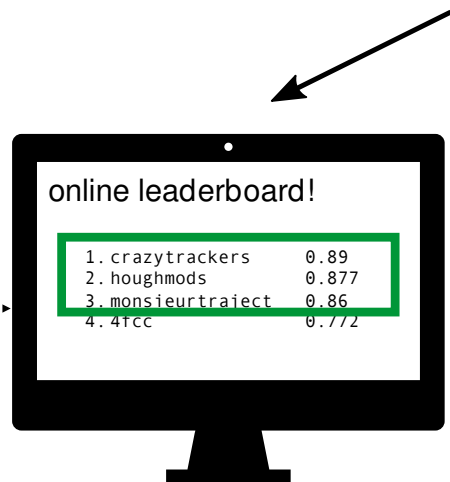 online leaderboard!
1. crazytrackers 0.89
2. houghmods 0.877
3. monsieurtraject 0.86
4. 4fcc 0.772